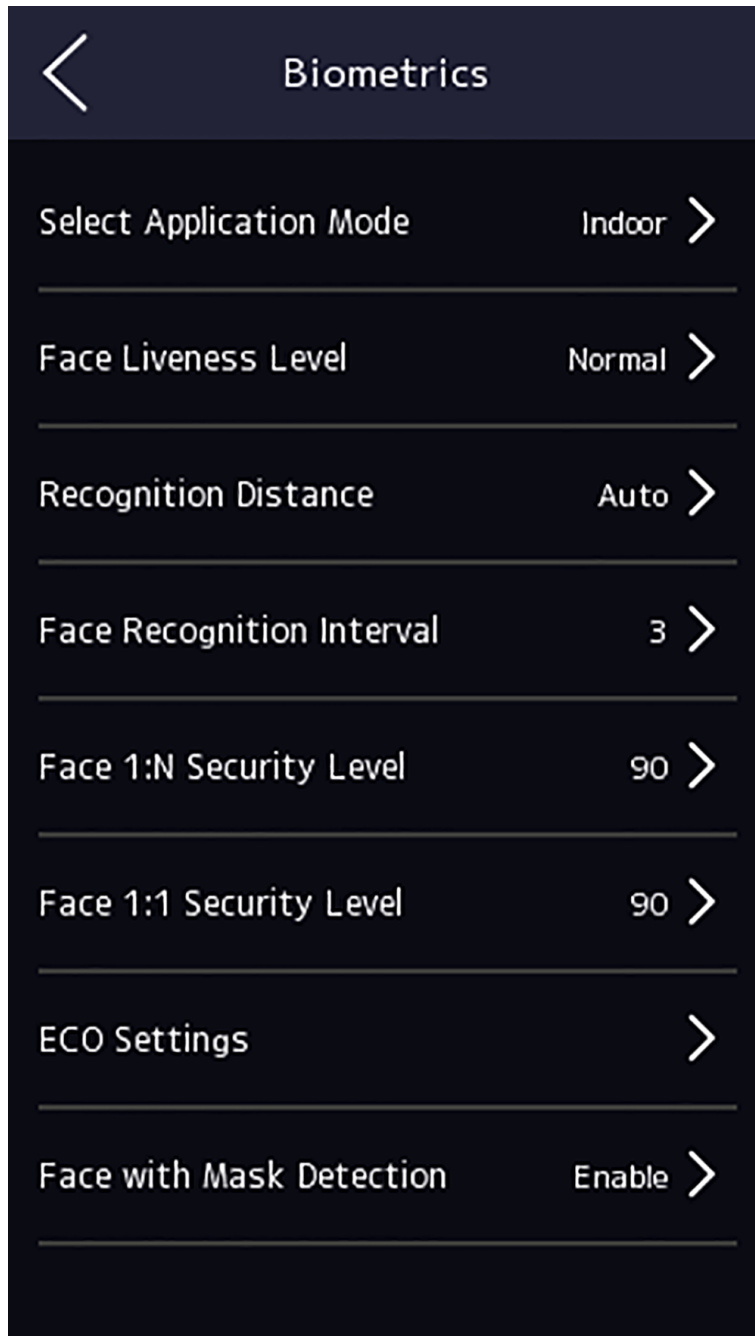 Biometrics
Select Application Mode Indoor
Face Liveness Level Normal
Recognition Distance Auto
Face Recognition Interval 3
Face 1:N Security Level 90
Face 1:1 Security Level 90
ECO Settings
Face with Mask Detection Enable